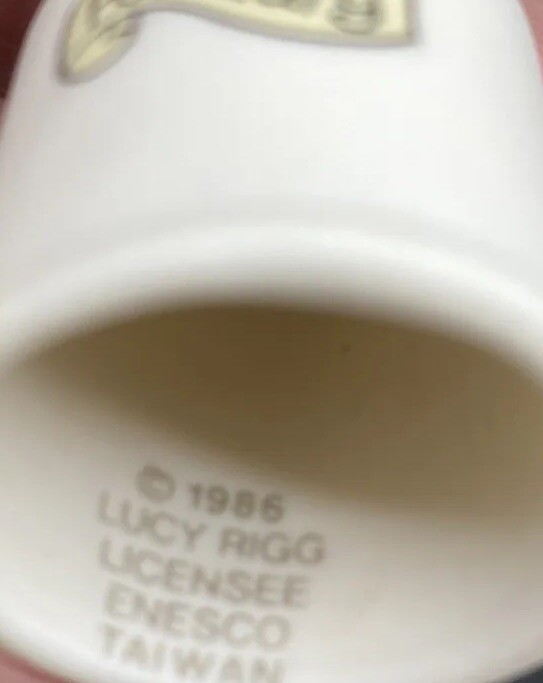 © 1986
LUCY RIGG
LICENSEE
ENESCO
TAIWAN